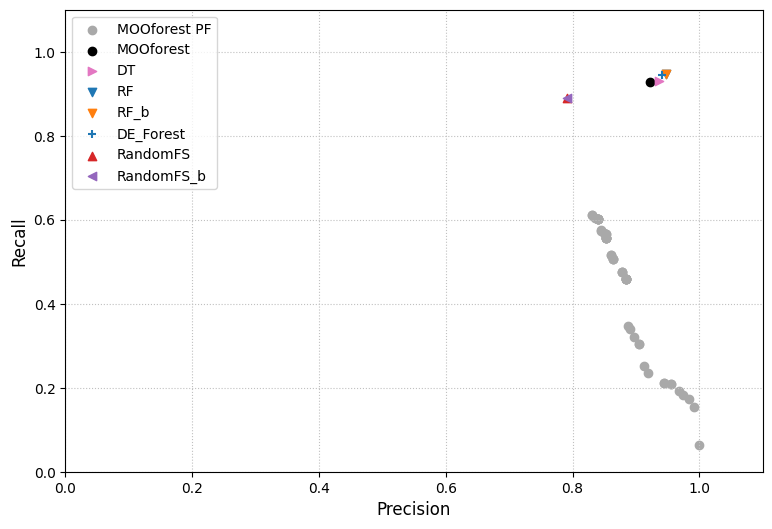 MOOforest PF
MOOforest
DT
RF
RF_b
DE_Forest
RandomFS
RandomFS_b
1.0
0.8
0.6
0.4
0.2
0.0
Recall
0.0 0.2 0.4 0.6 0.8 1.0
Precision